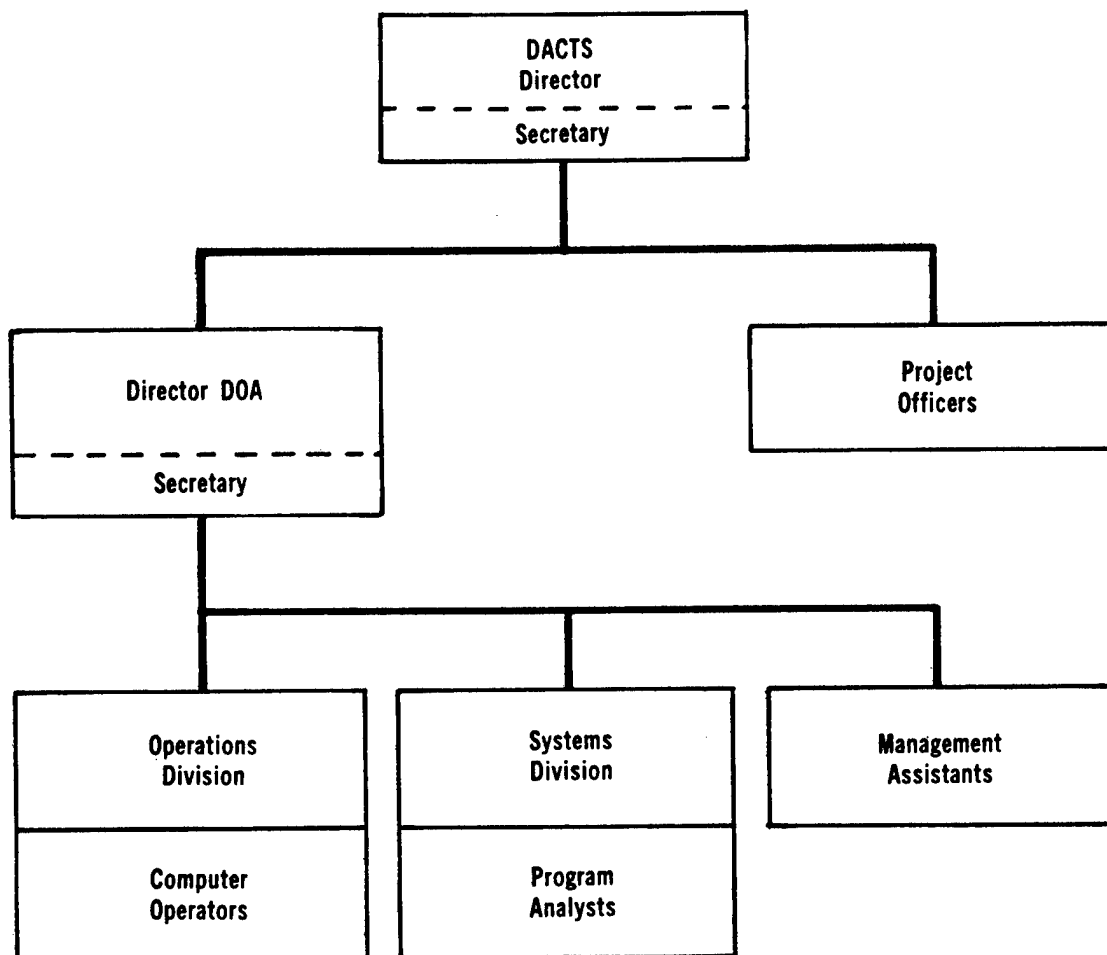 DACTS
Director
Secretary
Director DOA
Secretary
Project
Officers
Operations
Division
Computer
Operators
Systems
Division
Program
Analysts
Management
Assistants